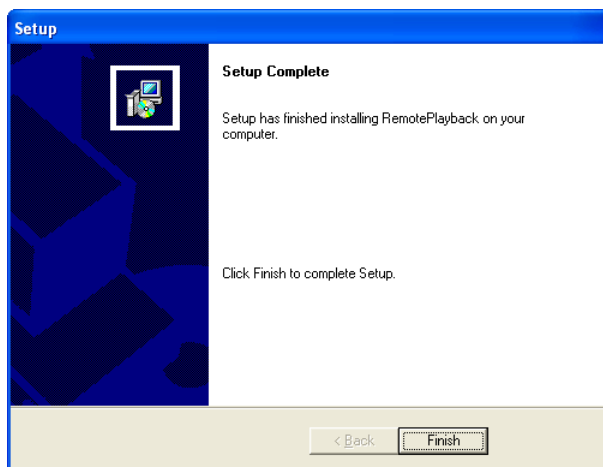 Setup
Setup Complete
Setup has finished installing RemotePlayback on your
computer.
Click Finish to complete Setup.
< Back
Finish